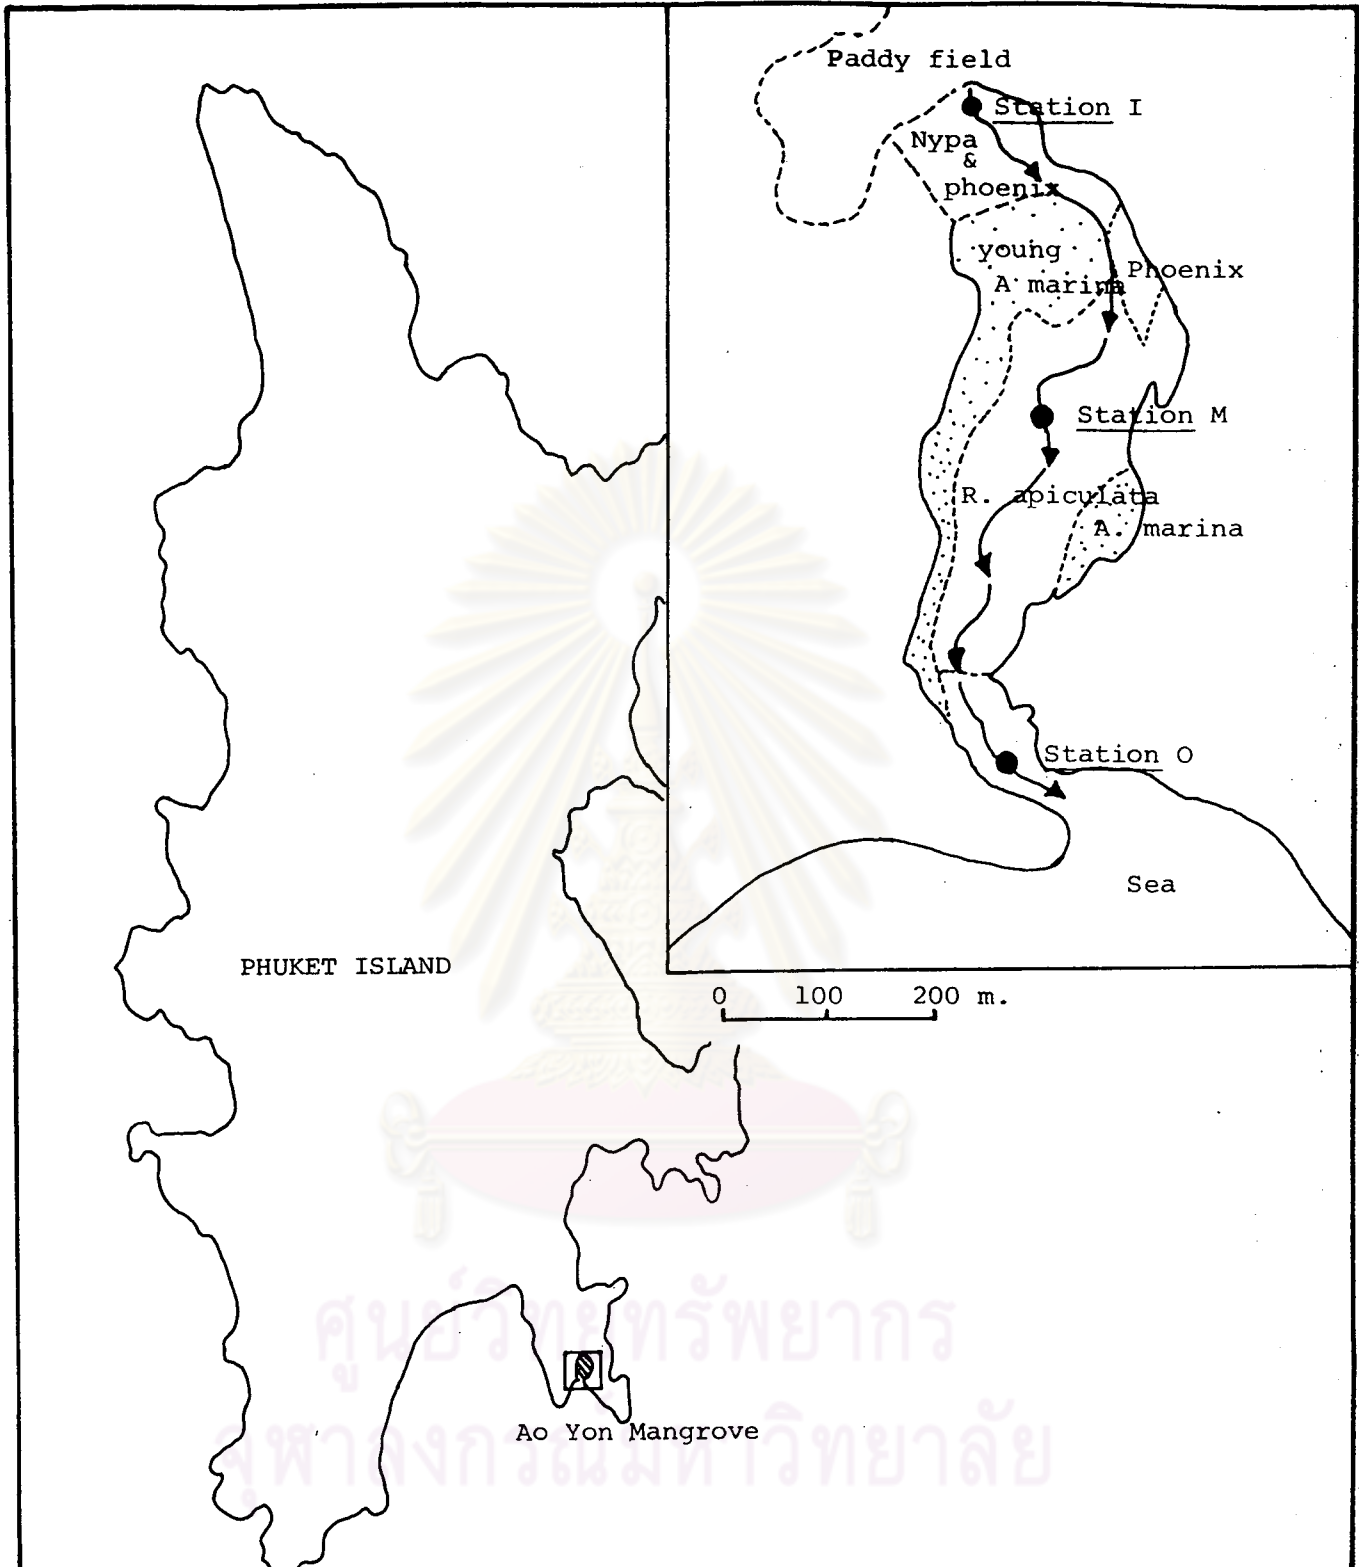 Paddy field
Station I
Nypa
&
phoenix
young
A marina
Phoenix
Station M
R. apiculata
A. marina
Station O
Sea
PHUKET ISLAND
0 100 200 m.
Ao Yon Mangrove
ศูนย์วิทยทรัพยากร
จุฬาลงกรณ์มหาวิทยาลัย